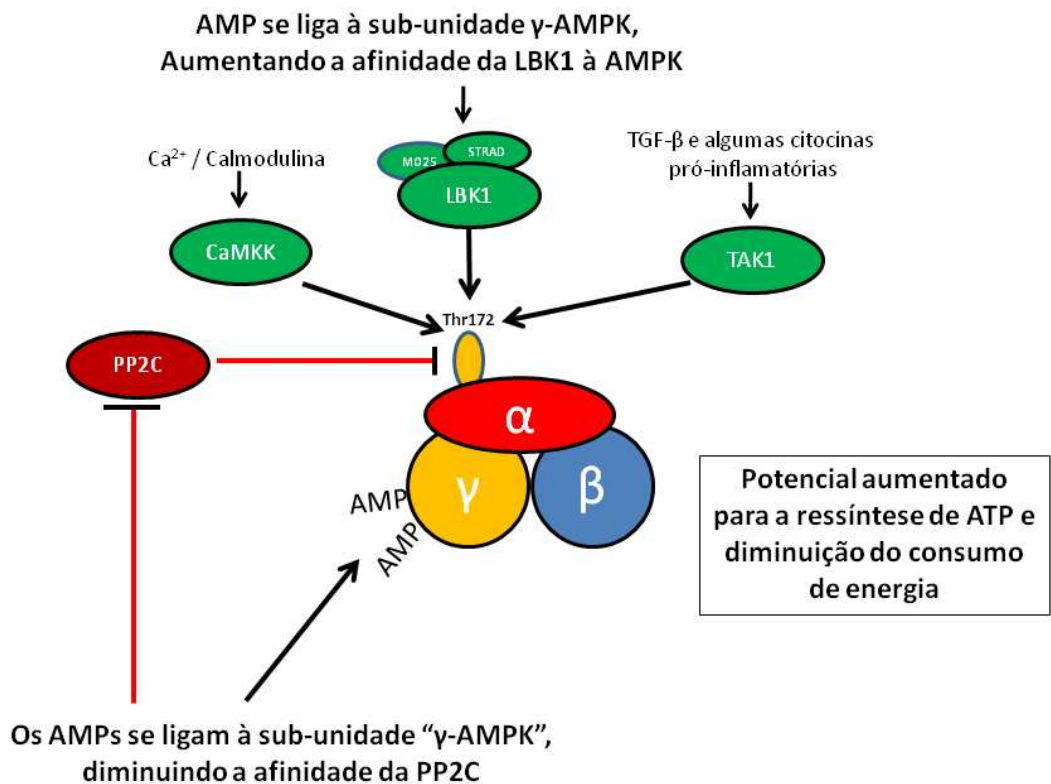 AMP se liga à sub-unidade γ-AMPK,
Aumentando a afinidade da LBK1 à AMPK
Ca²⁺ / Calmodulina
MO25
STRAD
LBK1
TGF-β e algumas citocinas
pró-inflamatórias
CaMKK
TAK1
Thr172
PP2C
α
γ
β
AMP
AMP
Potencial aumentado
para a ressíntese de ATP e
diminuição do consumo
de energia
Os AMPs se ligam à sub-unidade “γ-AMPK”,
diminuindo a afinidade da PP2C